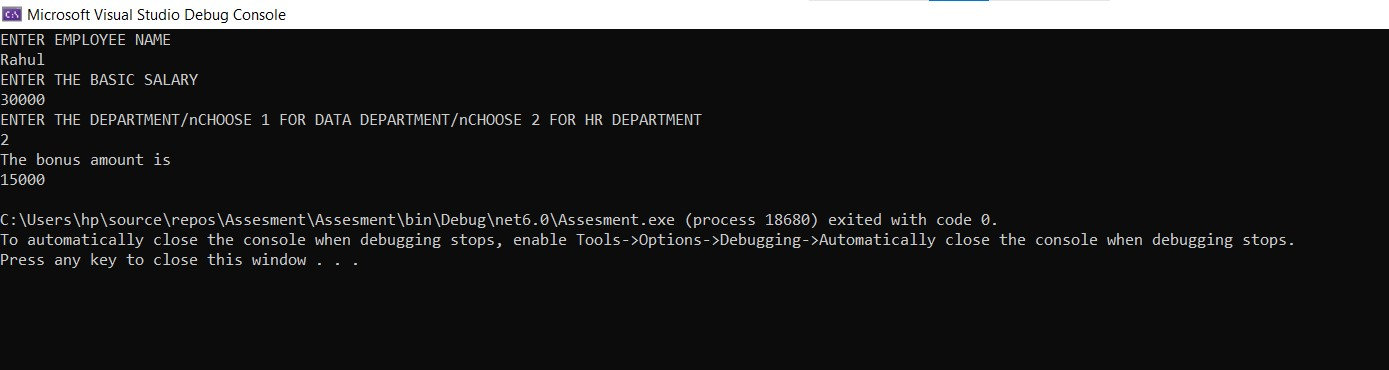 Microsoft Visual Studio Debug Console
ENTER EMPLOYEE NAME
Rahul
ENTER THE BASIC SALARY
30000
ENTER THE DEPARTMENT/nCHOOSE 1 FOR DATA DEPARTMENT/nCHOOSE 2 FOR HR DEPARTMENT
2
The bonus amount is
15000
C:\Users\hp\source\repos\Assesment\Assesment\bin\Debug\net6.0\Assesment.exe (process 18680) exited with code 0.
To automatically close the console when debugging stops, enable Tools->Options->Debugging->Automatically close the console when debugging stops.
Press any key to close this window . . .